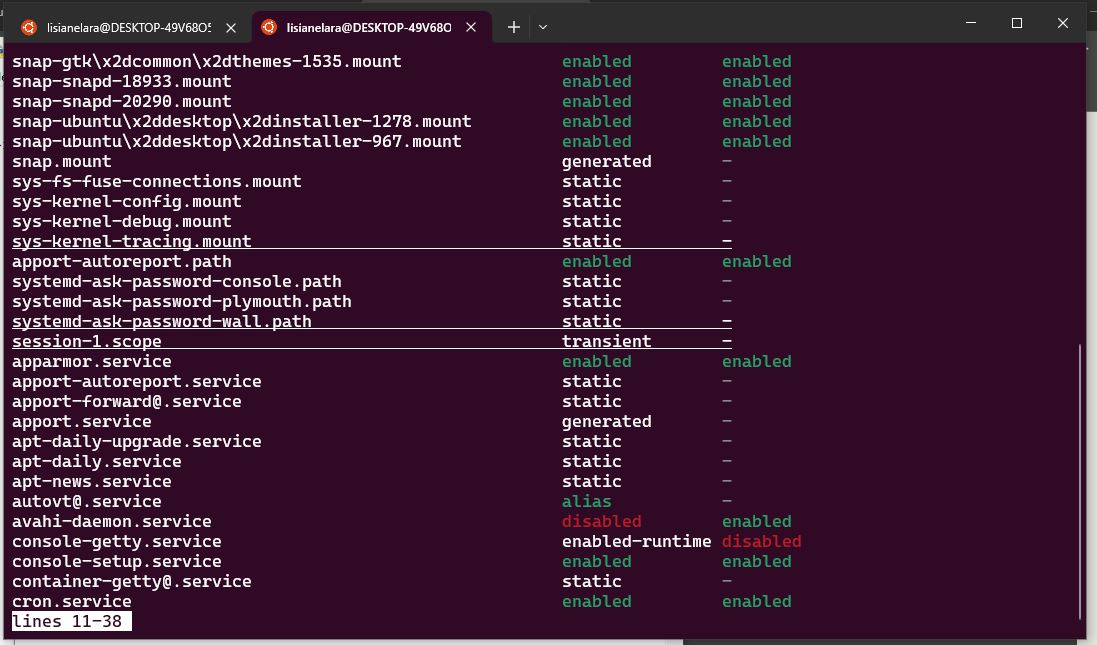 lisianelara@DESKTOP-49V68O5
lisianelara@DESKTOP-49V68O
snap-gtk\x2dcommon\x2dthemes-1535.mount enabled enabled
snap-snapd-18933.mount enabled enabled
snap-snapd-20290.mount enabled enabled
snap-ubuntu\x2ddesktop\x2dinstaller-1278.mount enabled enabled
snap-ubuntu\x2ddesktop\x2dinstaller-967.mount enabled enabled
snap.mount generated -
sys-fs-fuse-connections.mount static -
sys-kernel-config.mount static -
sys-kernel-debug.mount static -
sys-kernel-tracing.mount static -
apport-autoreport.path enabled enabled
systemd-ask-password-console.path static -
systemd-ask-password-plymouth.path static -
systemd-ask-password-wall.path static -
session-1.scope transient -
apparmor.service enabled enabled
apport-autoreport.service static -
apport-forward@.service static -
apport.service generated -
apt-daily-upgrade.service static -
apt-daily.service static -
apt-news.service static -
autovt@.service alias -
avahi-daemon.service disabled enabled
console-getty.service enabled-runtime disabled
console-setup.service enabled enabled
container-getty@.service static -
cron.service enabled enabled
lines 11-38